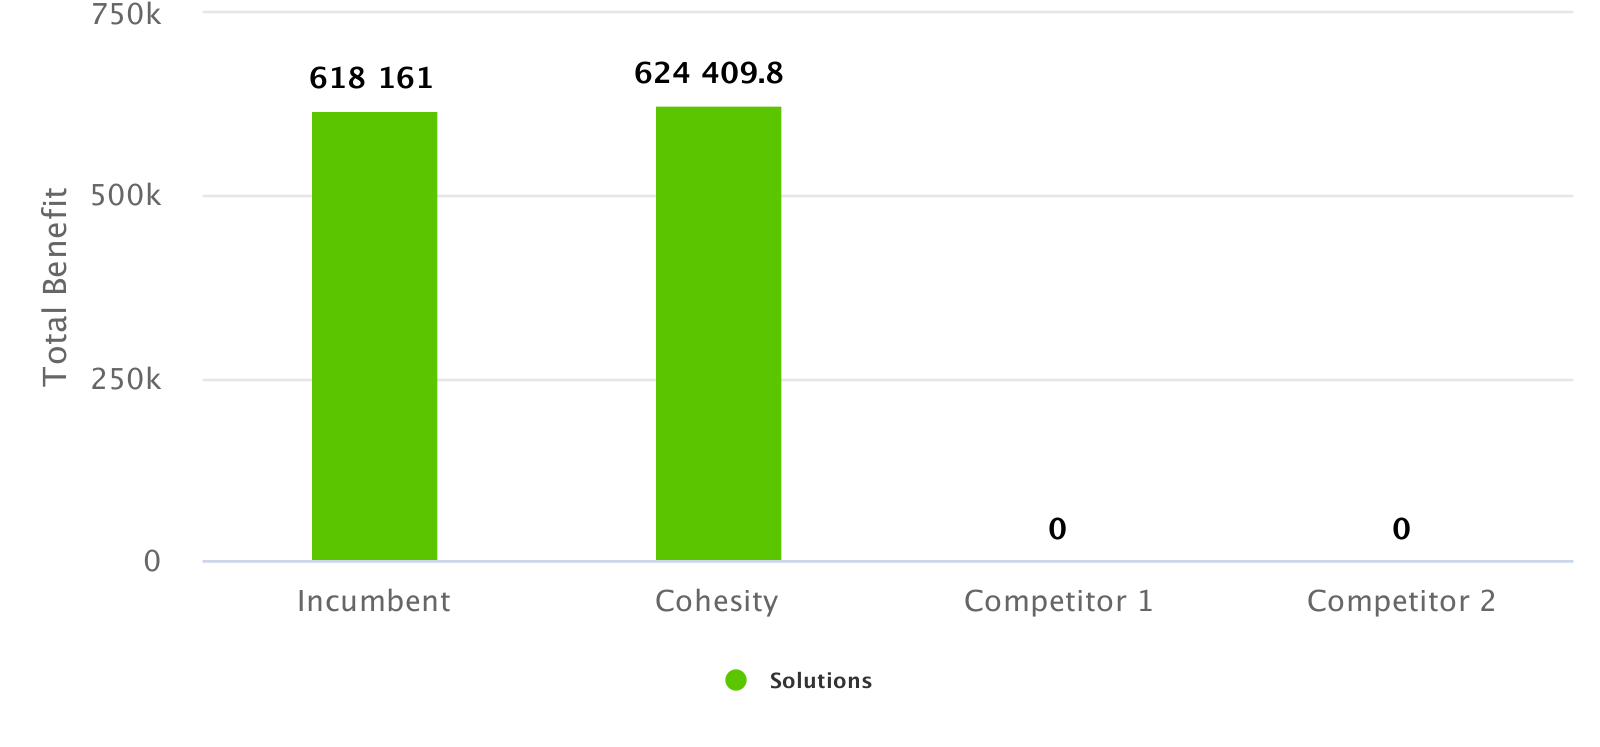 750k
618 161
624 409.8
500k
Total Benefit
250k
0
0
0
Incumbent
Cohesity
Competitor 1
Competitor 2
Solutions